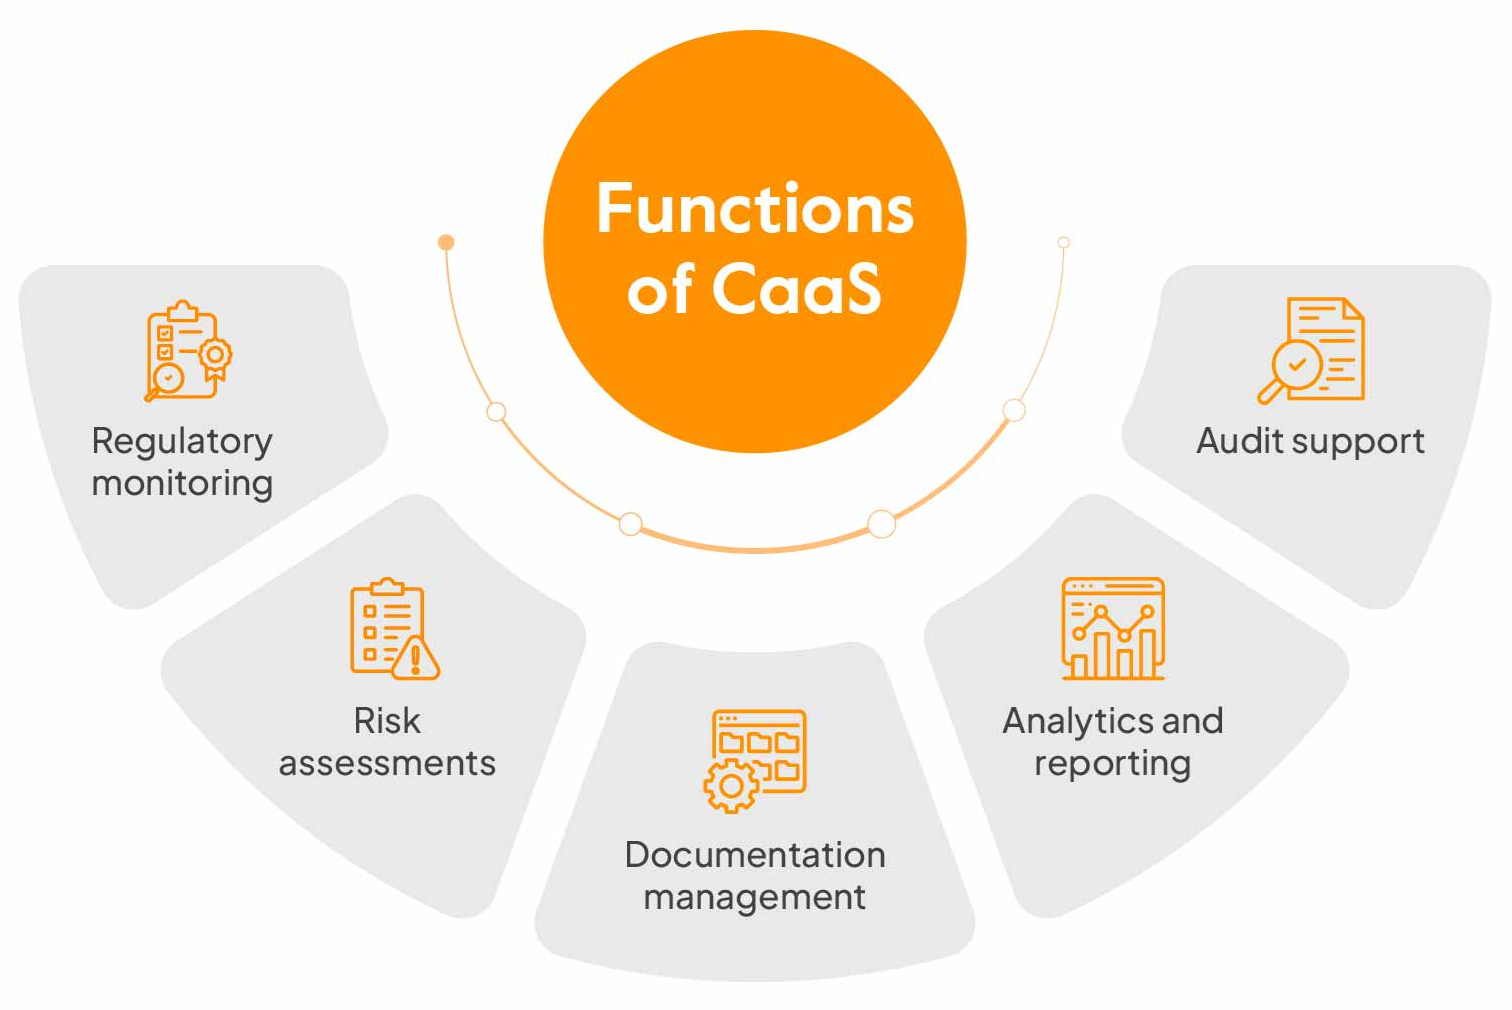 Functions
of CaaS
Regulatory
monitoring
Risk
assessments
Documentation
management
Analytics and
reporting
Audit support